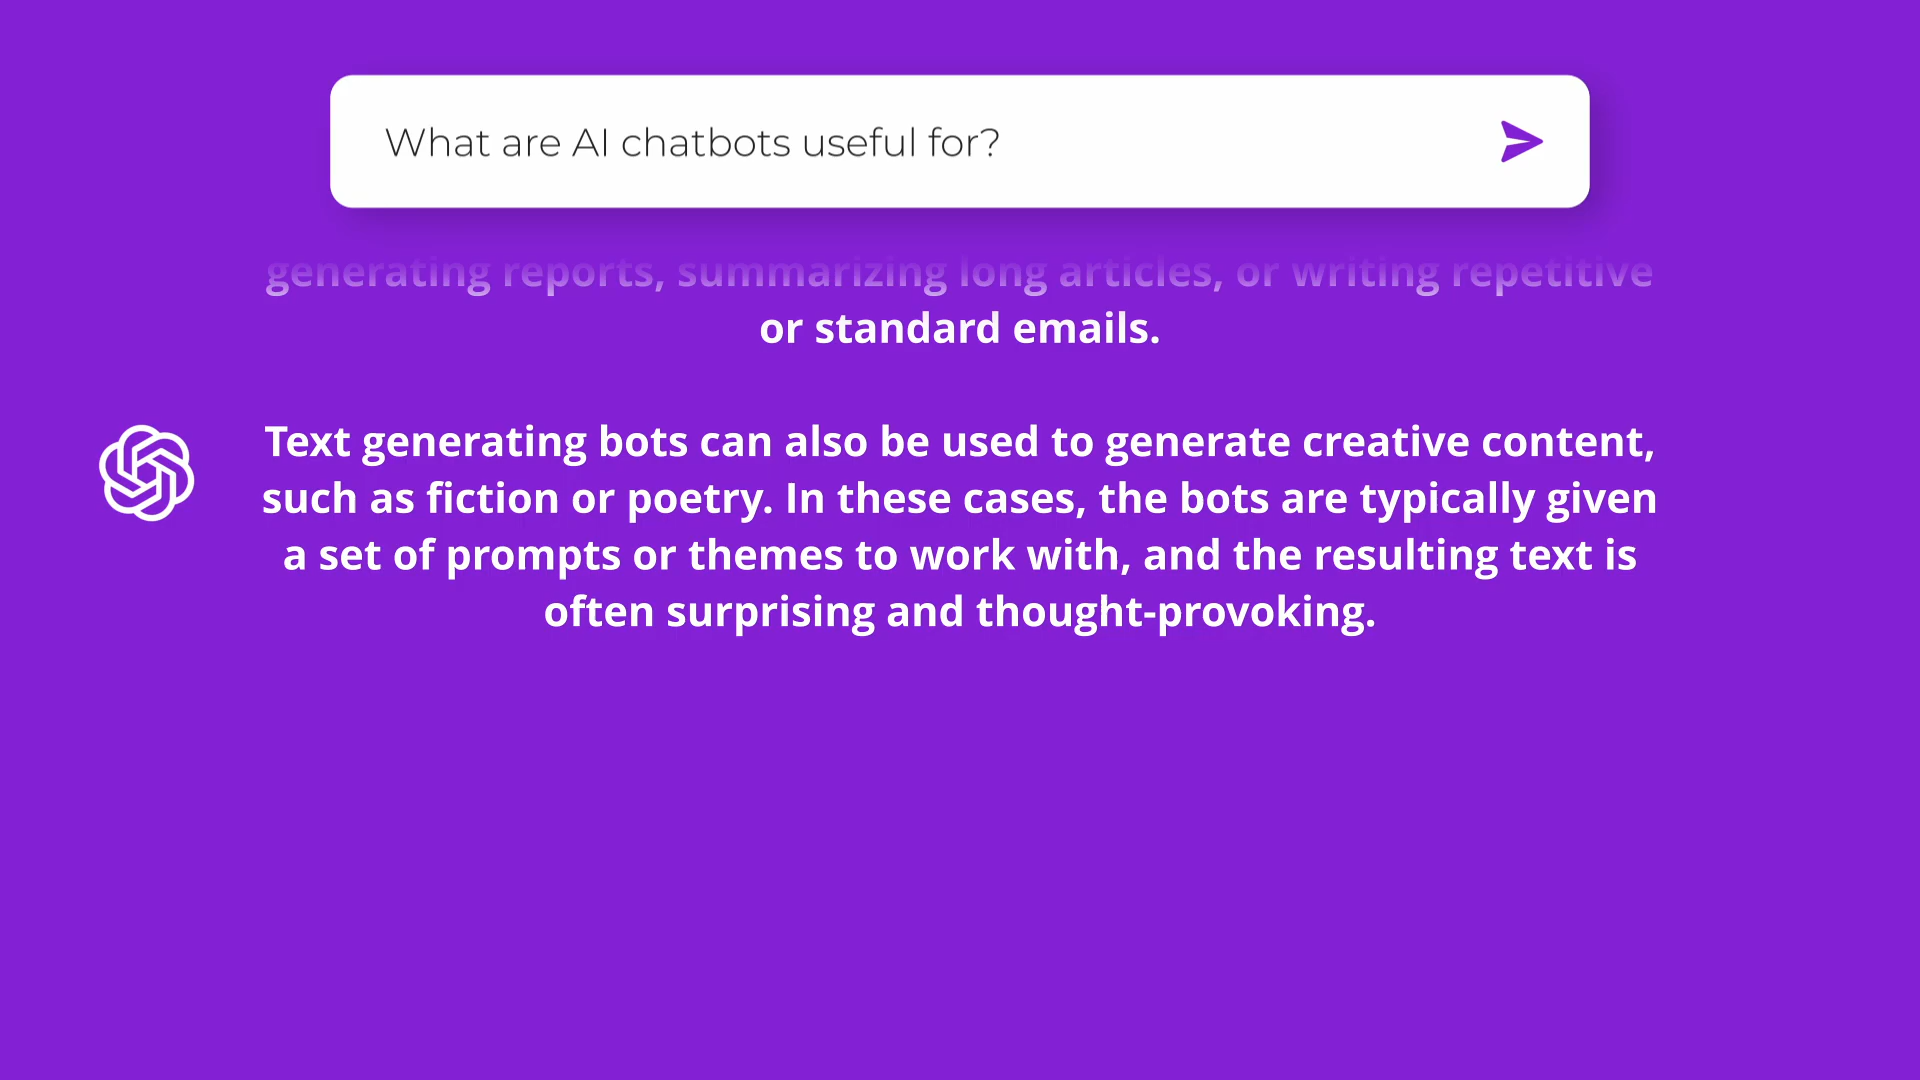 What are AI chatbots useful for?
generating reports, summarizing long articles, or writing repetitive
or standard emails.
Text generating bots can also be used to generate creative content,
such as fiction or poetry. In these cases, the bots are typically given
a set of prompts or themes to work with, and the resulting text is
often surprising and thought-provoking.